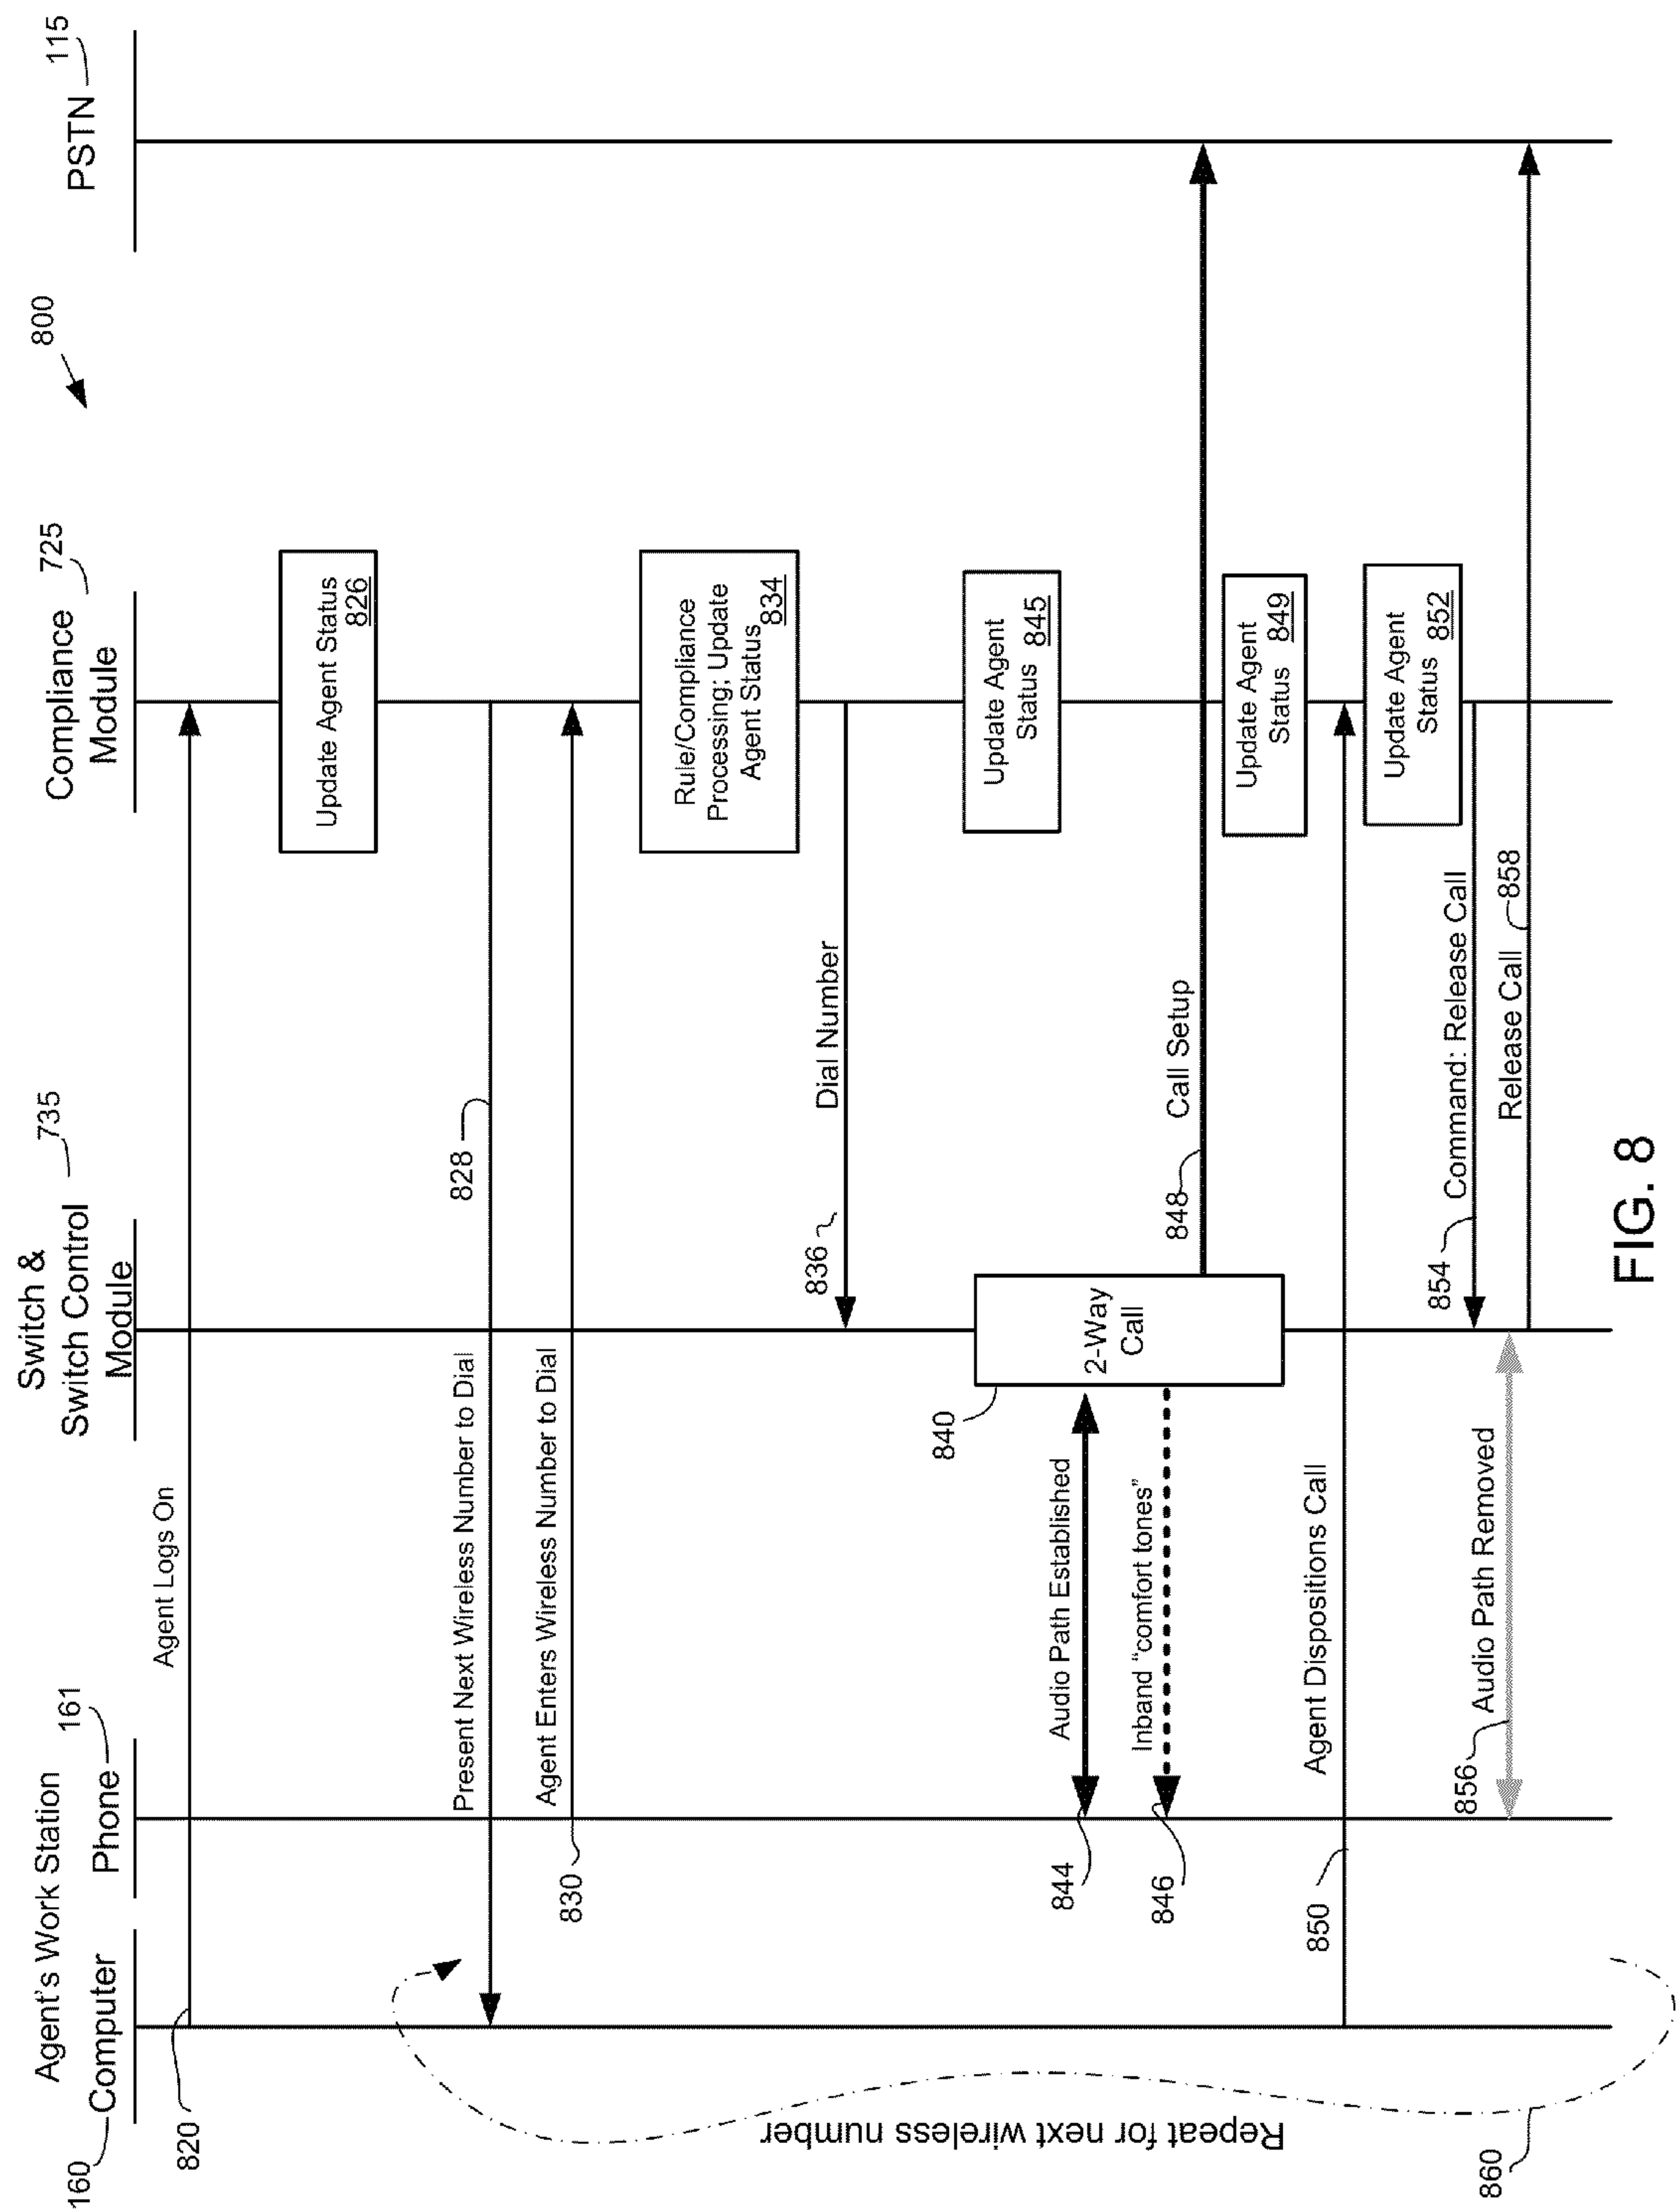 800
Agent's Work Station
160
Computer
Phone
161
Switch &
Switch Control
Module
735
Compliance
Module
725
PSTN
115
820
Agent Logs On
Update Agent Status
826
Present Next Wireless Number to Dial
828
830
Agent Enters Wireless Number to Dial
Rule/Compliance
Processing; Update
Agent Status
834
836
Dial Number
840
2-Way
Call
844
Audio Path Established
Update Agent
Status 845
846
Inband "comfort tones"
848
Call Setup
Update Agent
Status 849
850
Agent Dispositions Call
Update Agent
Status 852
854
Command: Release Call
856
Audio Path Removed
Release Call
858
Repeat for next wireless number
860
FIG. 8